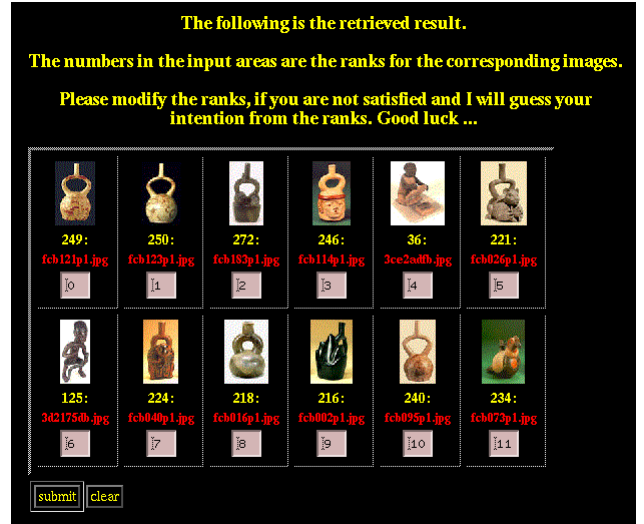 The following is the retrieved result.
The numbers in the input areas are the ranks for the corresponding images.
Please modify the ranks, if you are not satisfied and I will guess your
intention from the ranks. Good luck ...
249: 250: 272: 246: 36: 221:
fcb121p1.jpg fcb123p1.jpg fcb183p1.jpg fcb114p1.jpg 3ce2adfb.jpg fcb026p1.jpg
0 1 2 3 4 5
125: 224: 218: 216: 240: 234:
3d2175db.jpg fcb040p1.jpg fcb016p1.jpg fcb002p1.jpg fcb095p1.jpg fcb073p1.jpg
6 7 8 9 10 11
submit clear